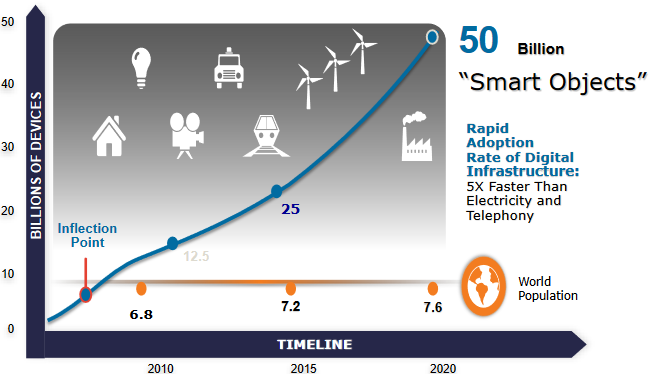 50
40
30
20
10
0
BILLIONS OF DEVICES
Inflection
Point
12.5
25
6.8
7.2
7.6
50 Billion
“Smart Objects”
Rapid
Adoption
Rate of Digital
Infrastructure:
5X Faster Than
Electricity and
Telephony
World
Population
TIMELINE
2010
2015
2020